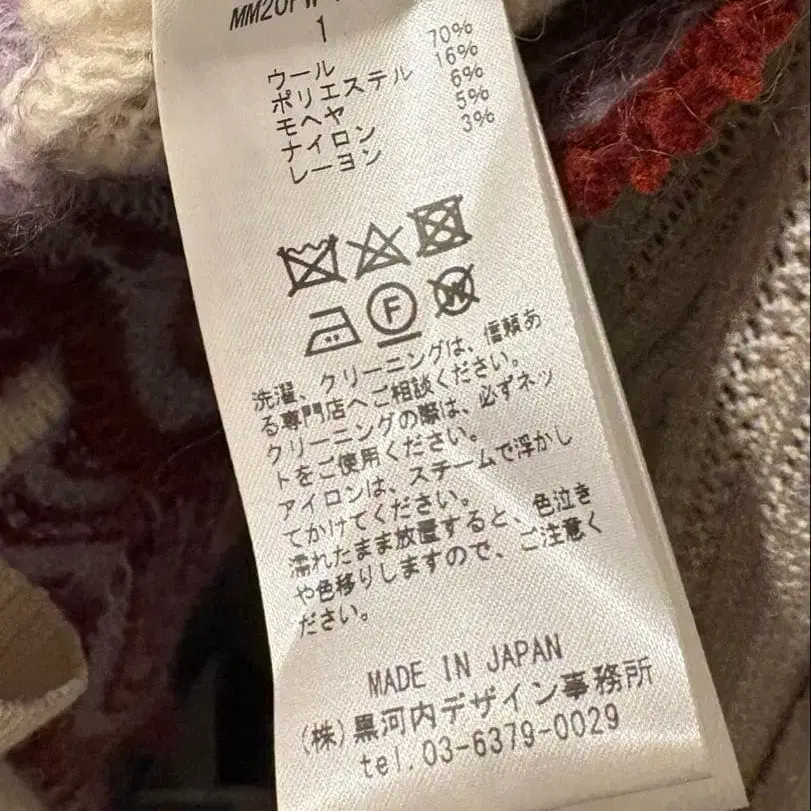 MM20FW
1
ウール 70%
ポリエステル 16%
モヘヤ 6%
ナイロン 5%
レーヨン 3%
F
W
洗濯、クリーニングは、信頼あ
る専門店へご相談ください。
クリーニングの際は、必ずネッ
トをご使用ください。
アイロンは、スチームで浮かし
てかけてください。
濡れたまま放置すると、色泣き
や色移りしますので、ご注意く
ださい。
MADE IN JAPAN
(株)黒河内デザイン事務所
tel.03-6379-0029